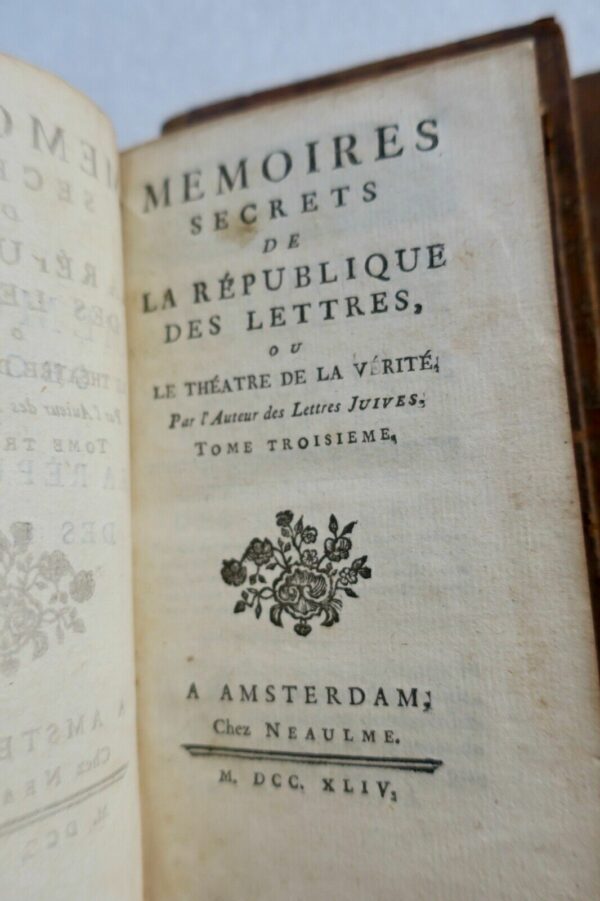 MEMOIRES
SECRETS
DE
LA RÉPUBLIQUE
DES LETTRES,
OU
LE THÉATRE DE LA VÉRITÉ;
Par l'Auteur des Lettres JUIVES,
TOME TROISIEME,
A AMSTERDAM;
Chez NEAULME.
M. DCC. XLIV.